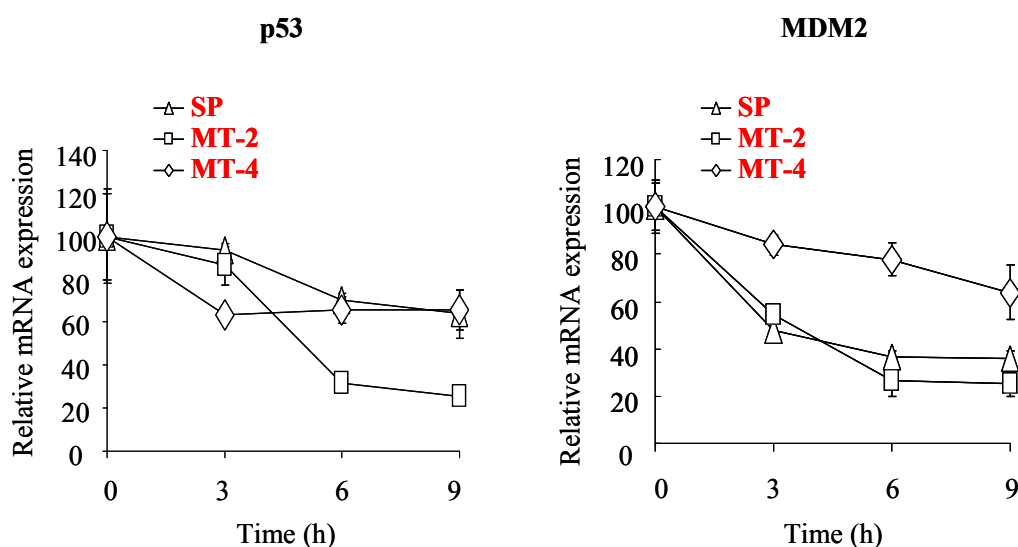 p53
SP
MT-2
MT-4
Relative mRNA expression
140
120
100
80
60
40
20
0
0 3 6 9
Time (h)
MDM2
SP
MT-2
MT-4
Relative mRNA expression
120
100
80
60
40
20
0
0 3 6 9
Time (h)